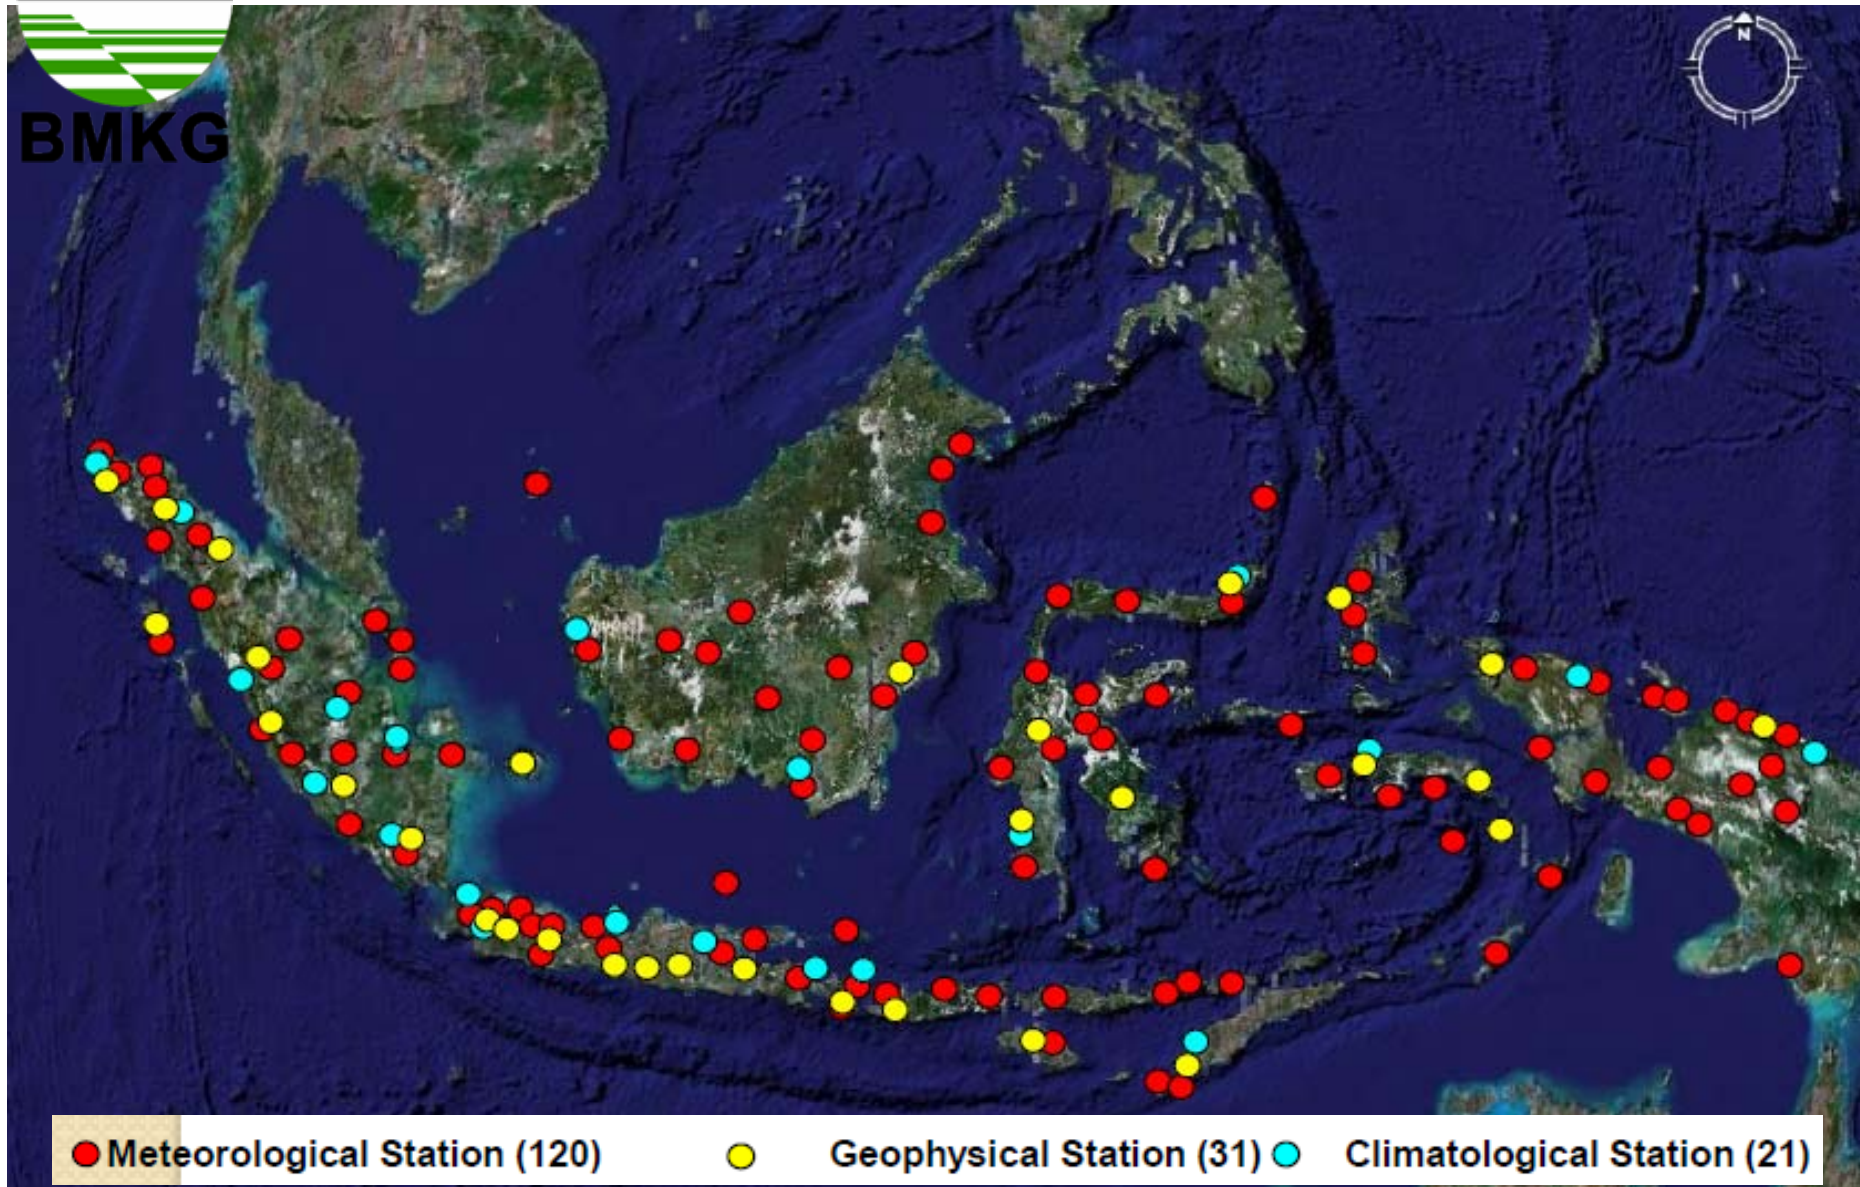 BMKG
N
Meteorological Station (120) Geophysical Station (31) Climatological Station (21)